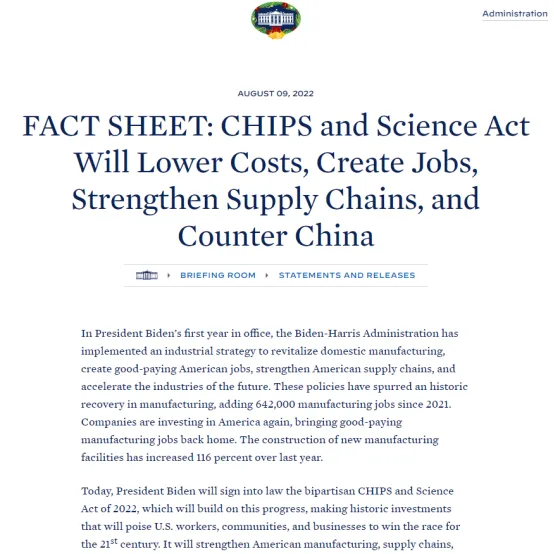 Administration
AUGUST 09, 2022
FACT SHEET: CHIPS and Science Act
Will Lower Costs, Create Jobs,
Strengthen Supply Chains, and
Counter China
BRIEFING ROOM STATEMENTS AND RELEASES
In President Biden's first year in office, the Biden-Harris Administration has
implemented an industrial strategy to revitalize domestic manufacturing,
create good-paying American jobs, strengthen American supply chains, and
accelerate the industries of the future. These policies have spurred an historic
recovery in manufacturing, adding 642,000 manufacturing jobs since 2021.
Companies are investing in America again, bringing good-paying
manufacturing jobs back home. The construction of new manufacturing
facilities has increased 116 percent over last year.
Today, President Biden will sign into law the bipartisan CHIPS and Science
Act of 2022, which will build on this progress, making historic investments
that will poise U.S. workers, communities, and businesses to win the race for
the 21st century. It will strengthen American manufacturing, supply chains,